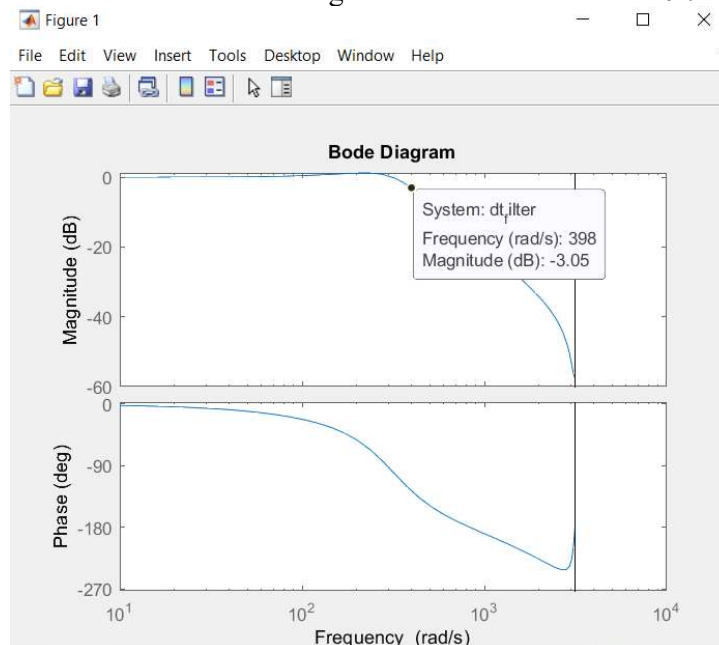 Figure 1
File Edit View Insert Tools Desktop Window Help
Bode Diagram
Magnitude (dB)
0
-20
-40
-60
System: dt_filter
Frequency (rad/s): 398
Magnitude (dB): -3.05
Phase (deg)
0
-90
-180
-270
10^1 10^2 10^3 10^4
Frequency (rad/s)